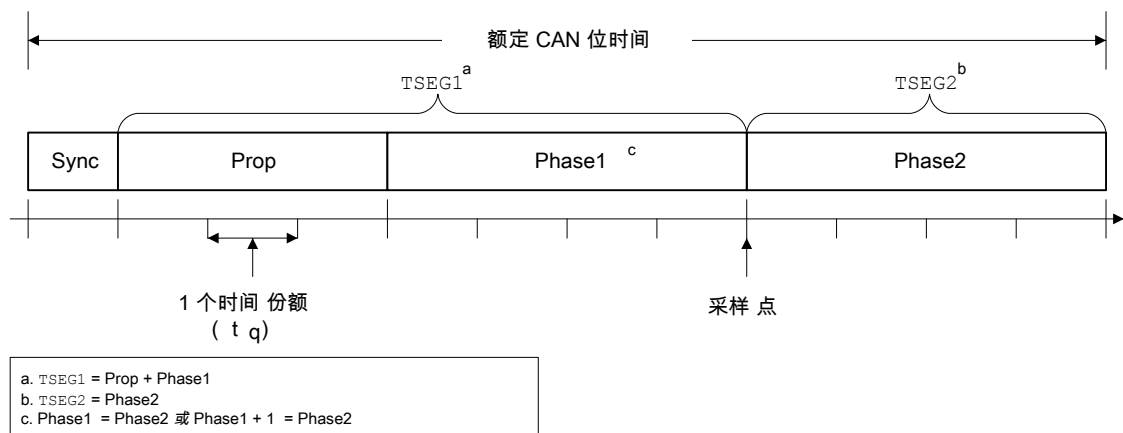 额定 CAN 位时间
TSEG1a
TSEG2b
Sync
Prop
Phase1 c
Phase2
1 个时间 份额
( t q)
采样 点
a. TSEG1 = Prop + Phase1
b. TSEG2 = Phase2
c. Phase1 = Phase2 或 Phase1 + 1 = Phase2